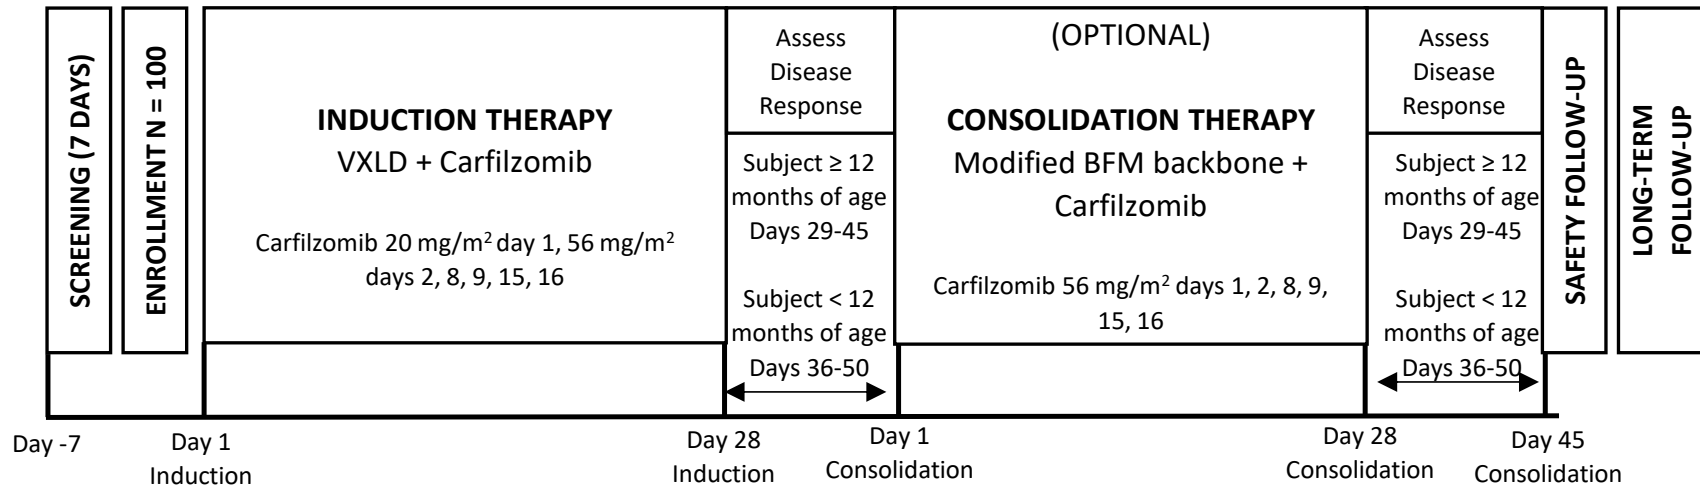 SCREENING (7 DAYS)
ENROLLMENT N = 100
INDUCTION THERAPY
VXLD + Carfilzomib
Carfilzomib 20 mg/m² day 1, 56 mg/m²
days 2, 8, 9, 15, 16
Assess
Disease
Response
Subject ≥ 12
months of age
Days 29-45
Subject < 12
months of age
Days 36-50
(OPTIONAL)
CONSOLIDATION THERAPY
Modified BFM backbone +
Carfilzomib
Carfilzomib 56 mg/m² days 1, 2, 8, 9,
15, 16
Assess
Disease
Response
Subject ≥ 12
months of age
Days 29-45
Subject < 12
months of age
Days 36-50
SAFETY FOLLOW-UP
LONG-TERM
FOLLOW-UP
Day -7
Day 1
Induction
Day 28
Induction
Day 1
Consolidation
Day 28
Consolidation
Day 45
Consolidation